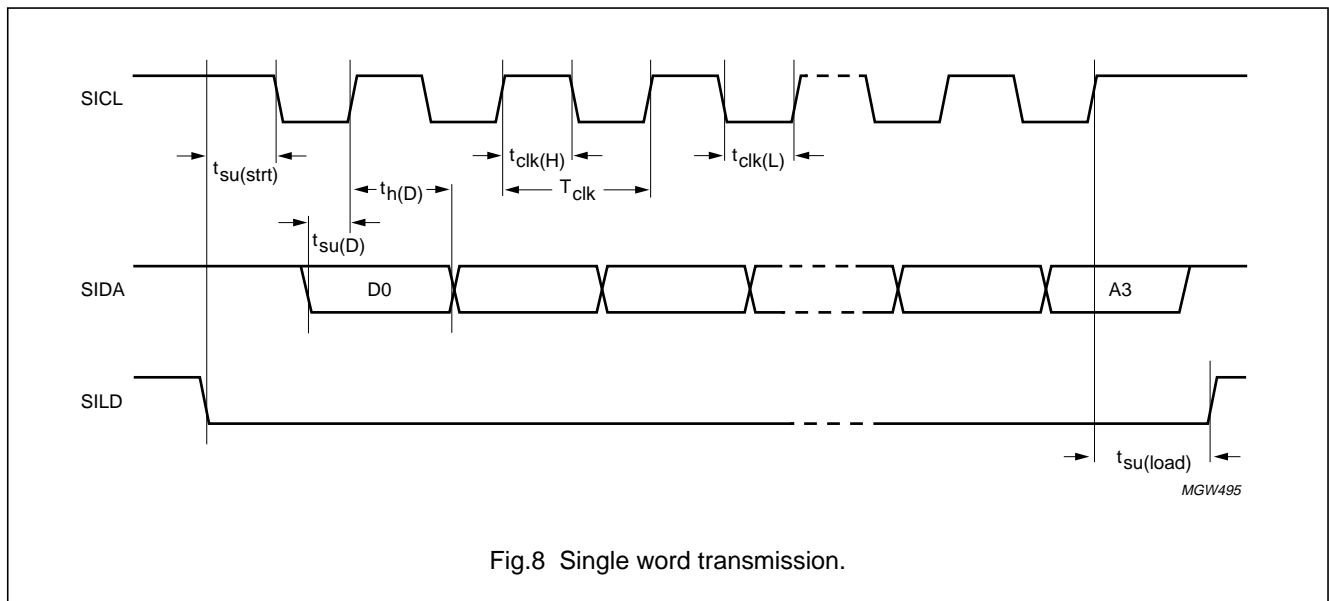 SICL
tsu(strt)
tclk(H)
tclk(L)
th(D)
Tclk
tsu(D)
SIDA
D0
A3
SILD
tsu(load)
MGW495
Fig.8 Single word transmission.